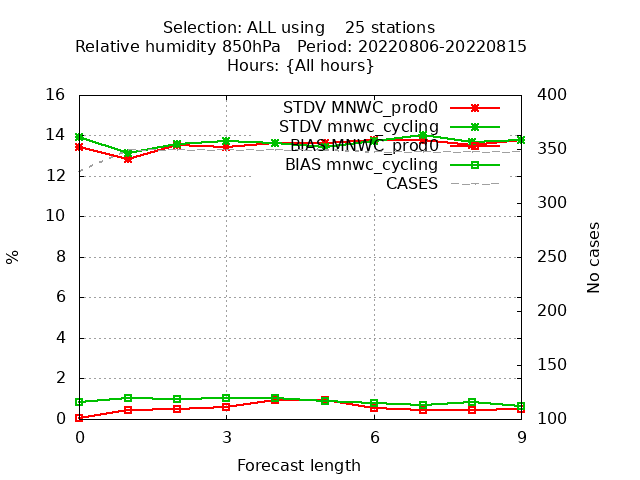 Selection: ALL using    25 stations
Relative humidity 850hPa   Period: 20220806-20220815
Hours: {All hours}
16 400
STDV MNWC_prod0
STDV mnwc_cycling
14 350
BIAS MNWC_prod0
BIAS mnwc_cycling
12 CASES
10 300
8 250
6 200
4 150
2
0 100
0 3 6 9
%
No cases
Forecast length